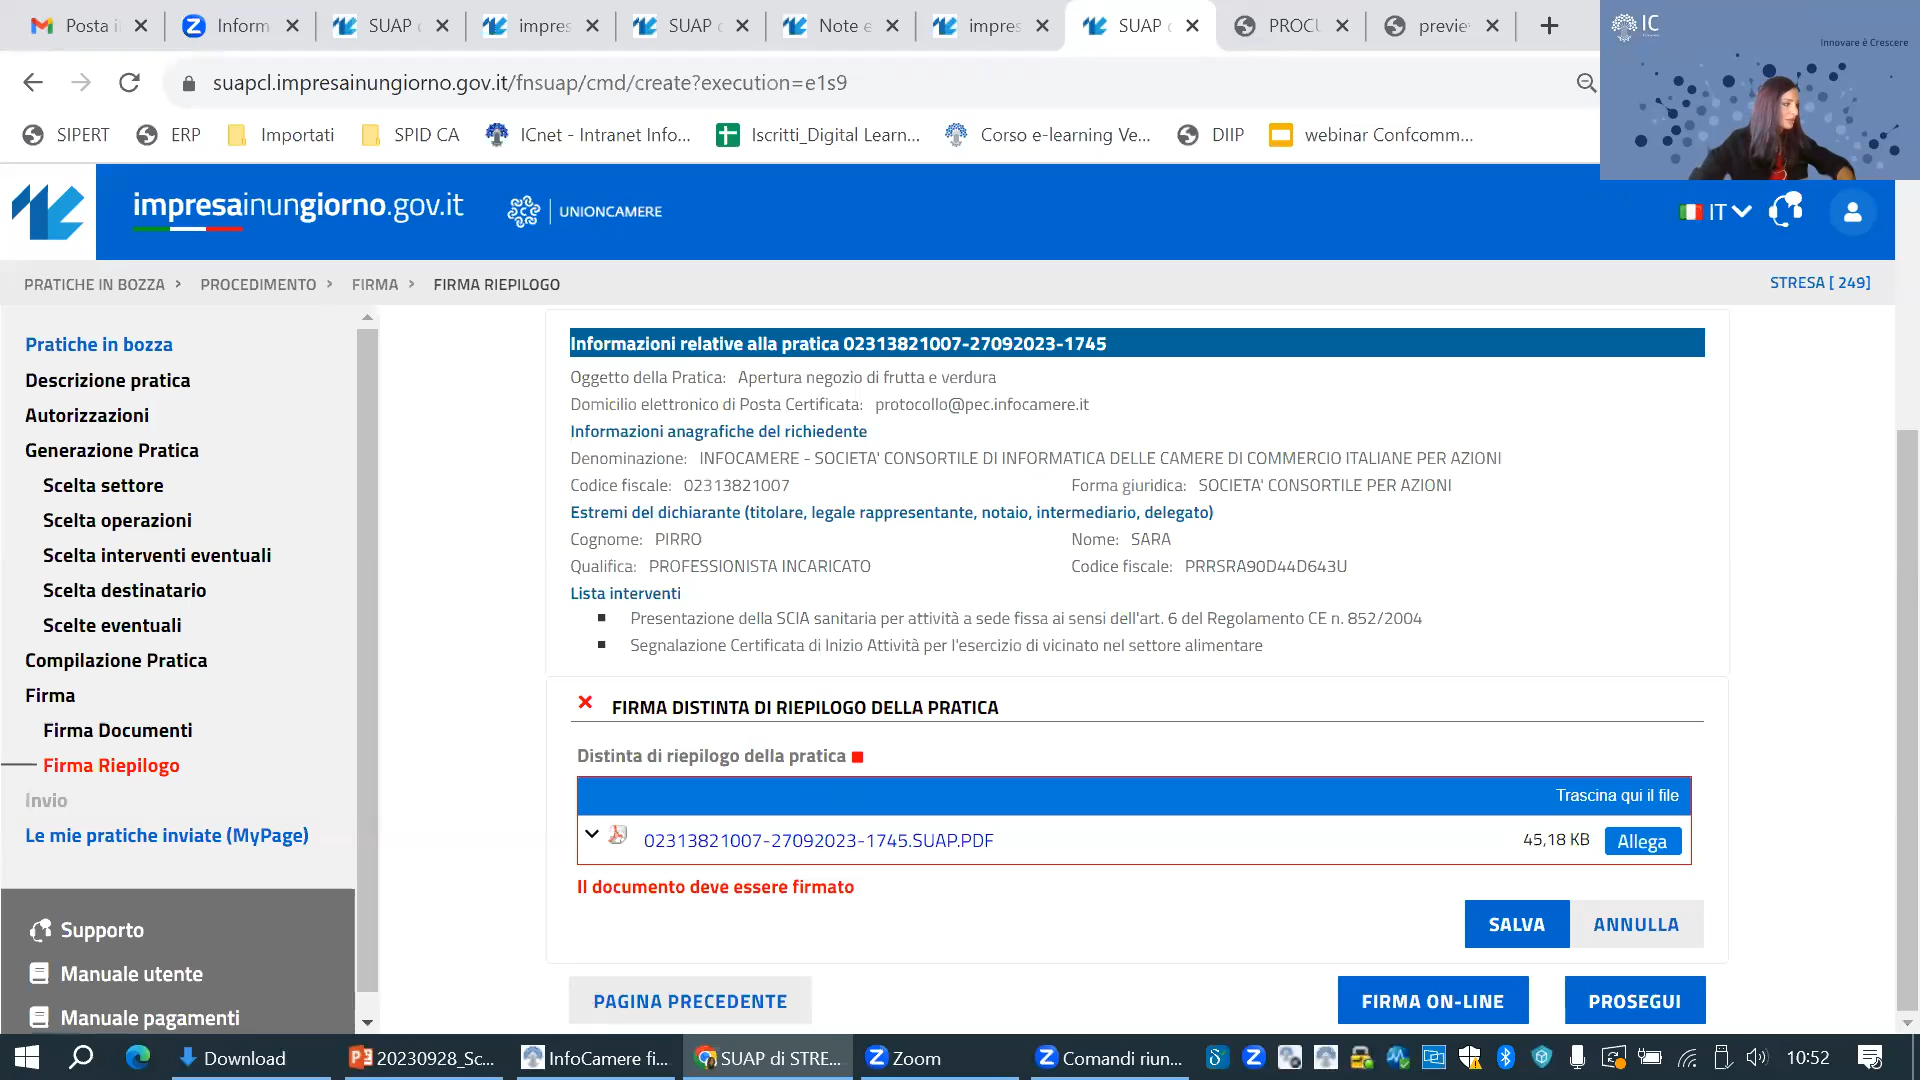 Posta i
Inform
SUAP
impres
SUAP
Note e
impres
SUAP
PROCU
previe
IC
Innovare è Crescere
suapcl.impresainungiorno.gov.it/fnsuap/cmd/create?execution=e1s9
SIPERT
ERP
Importati
SPID CA
ICnet - Intranet Info...
Iscritti_Digital Learn...
Corso e-learning Ve...
DIIP
webinar Confcomm...
impresainungiorno.gov.it
UNIONCAMERE
IT
PRATICHE IN BOZZA > PROCEDIMENTO > FIRMA > FIRMA RIEPILOGO
STRESA [ 249]
Pratiche in bozza
Descrizione pratica
Autorizzazioni
Generazione Pratica
Scelta settore
Scelta operazioni
Scelta interventi eventuali
Scelta destinatario
Scelte eventuali
Compilazione Pratica
Firma
Firma Documenti
Firma Riepilogo
Invio
Le mie pratiche inviate (MyPage)
Supporto
Manuale utente
Manuale pagamenti
Informazioni relative alla pratica 02313821007-27092023-1745
Oggetto della Pratica: Apertura negozio di frutta e verdura
Domicilio elettronico di Posta Certificata: protocollo@pec.infocamere.it
Informazioni anagrafiche del richiedente
Denominazione: INFOCAMERE - SOCIETA' CONSORTILE DI INFORMATICA DELLE CAMERE DI COMMERCIO ITALIANE PER AZIONI
Codice fiscale: 02313821007 Forma giuridica: SOCIETA' CONSORTILE PER AZIONI
Estremi del dichiarante (titolare, legale rappresentante, notaio, intermediario, delegato)
Cognome: PIRRO Nome: SARA
Qualifica: PROFESSIONISTA INCARICATO Codice fiscale: PRRSRA90D44D643U
Lista interventi
Presentazione della SCIA sanitaria per attività a sede fissa ai sensi dell'art. 6 del Regolamento CE n. 852/2004
Segnalazione Certificata di Inizio Attività per l'esercizio di vicinato nel settore alimentare
FIRMA DISTINTA DI RIEPILOGO DELLA PRATICA
Distinta di riepilogo della pratica
Trascina qui il file
02313821007-27092023-1745.SUAP.PDF 45,18 KB Allega
Il documento deve essere firmato
SALVA ANNULLA
PAGINA PRECEDENTE FIRMA ON-LINE PROSEGUI
Download
20230928_Sc...
InfoCamere fi...
SUAP di STRE...
Zoom
Comandi riun...
10:52